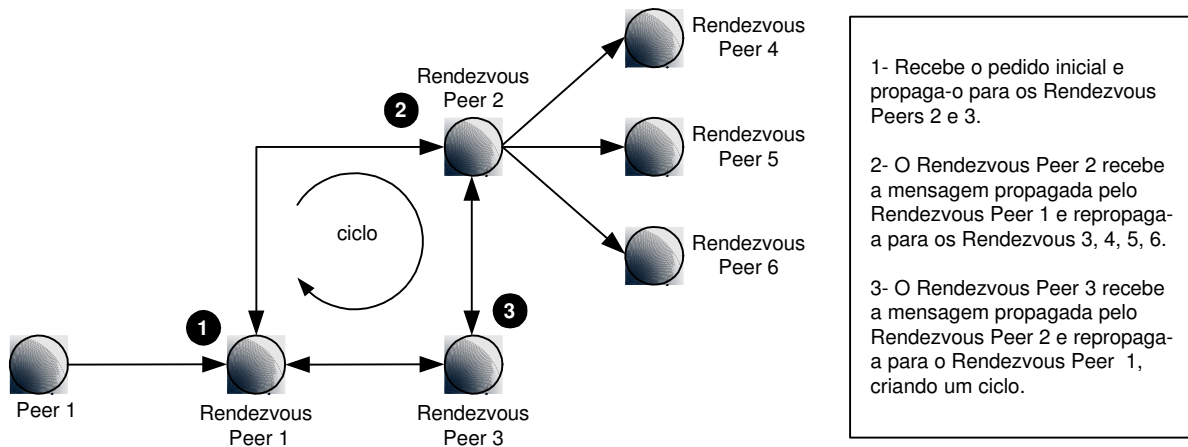 Rendezvous
Peer 4
Rendezvous
Peer 2
2
Rendezvous
Peer 5
ciclo
Rendezvous
Peer 6
1
3
Peer 1
Rendezvous
Peer 1
Rendezvous
Peer 3
1- Recebe o pedido inicial e
propaga-o para os Rendezvous
Peers 2 e 3.
2- O Rendezvous Peer 2 recebe
a mensagem propagada pelo
Rendezvous Peer 1 e repropaga-
a para os Rendezvous 3, 4, 5, 6.
3- O Rendezvous Peer 3 recebe
a mensagem propagada pelo
Rendezvous Peer 2 e repropaga-
a para o Rendezvous Peer  1,
criando um ciclo.